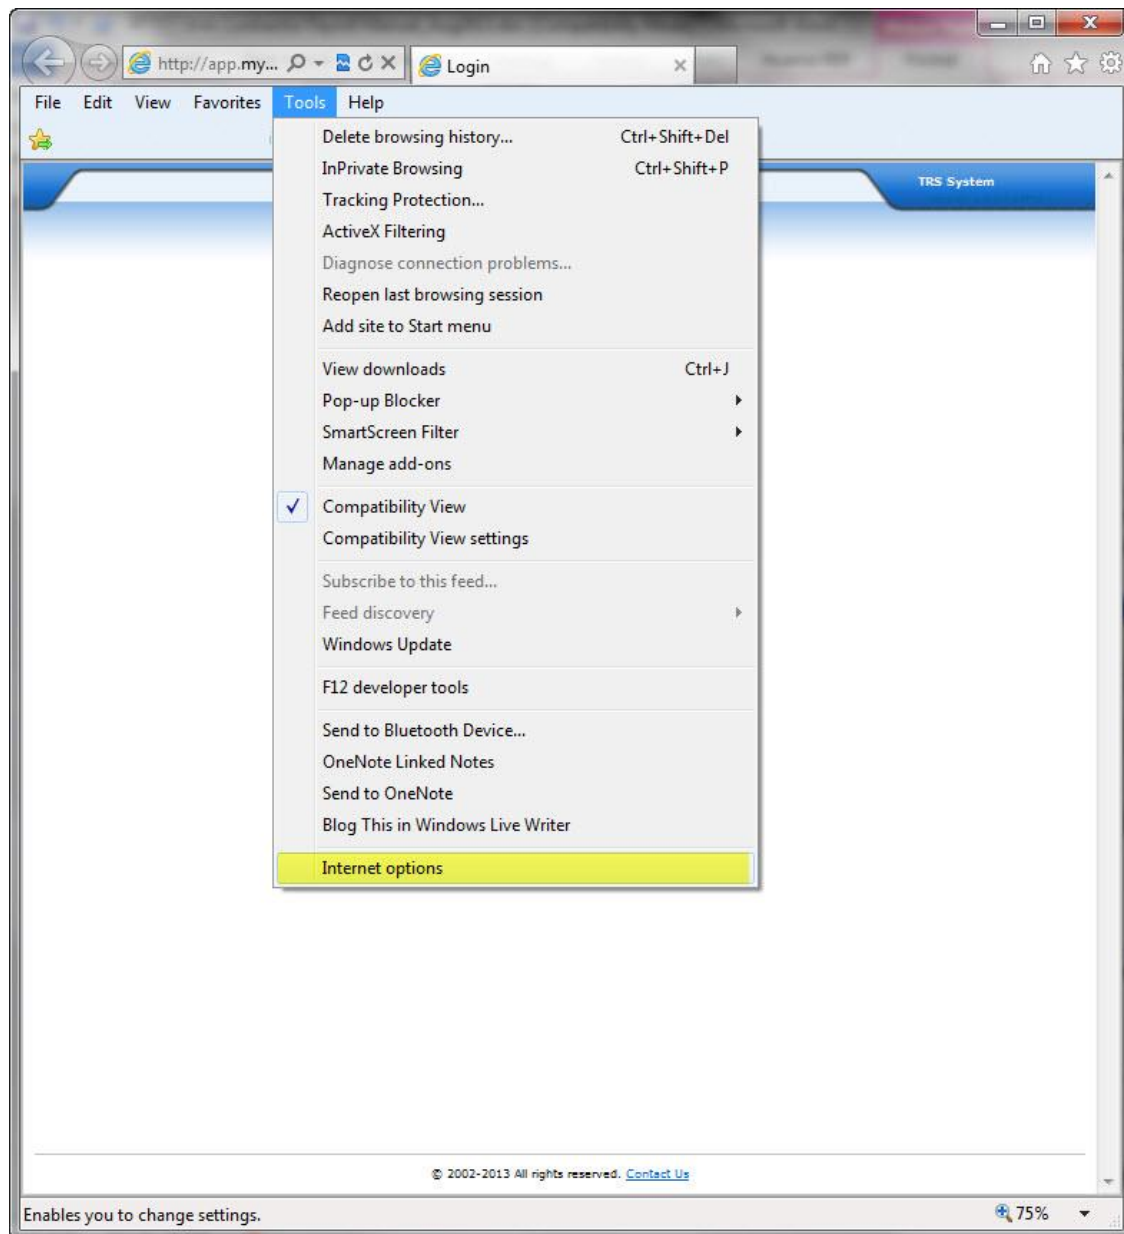 http://app.my...
Login
File Edit View Favorites Tools Help
Delete browsing history... Ctrl+Shift+Del
InPrivate Browsing Ctrl+Shift+P
Tracking Protection...
ActiveX Filtering
Diagnose connection problems...
Reopen last browsing session
Add site to Start menu
View downloads Ctrl+J
Pop-up Blocker
SmartScreen Filter
Manage add-ons
Compatibility View
Compatibility View settings
Subscribe to this feed...
Feed discovery
Windows Update
F12 developer tools
Send to Bluetooth Device...
OneNote Linked Notes
Send to OneNote
Blog This in Windows Live Writer
Internet options
TRS System
© 2002-2013 All rights reserved. Contact Us
Enables you to change settings.
75%